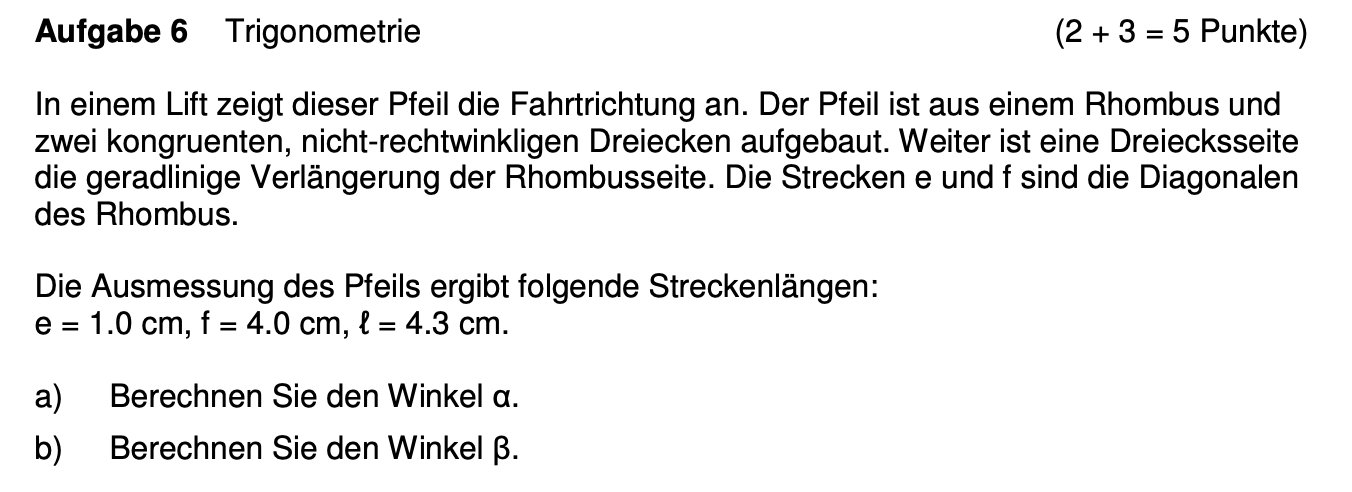 Aufgabe 6 Trigonometrie (2 + 3 = 5 Punkte)
In einem Lift zeigt dieser Pfeil die Fahrtrichtung an. Der Pfeil ist aus einem Rhombus und
zwei kongruenten, nicht-rechtwinkligen Dreiecken aufgebaut. Weiter ist eine Dreiecksseite
die geradlinige Verlängerung der Rhombusseite. Die Strecken e und f sind die Diagonalen
des Rhombus.
Die Ausmessung des Pfeils ergibt folgende Streckenlängen:
e = 1.0 cm, f = 4.0 cm, ℓ = 4.3 cm.
a) Berechnen Sie den Winkel α.
b) Berechnen Sie den Winkel β.